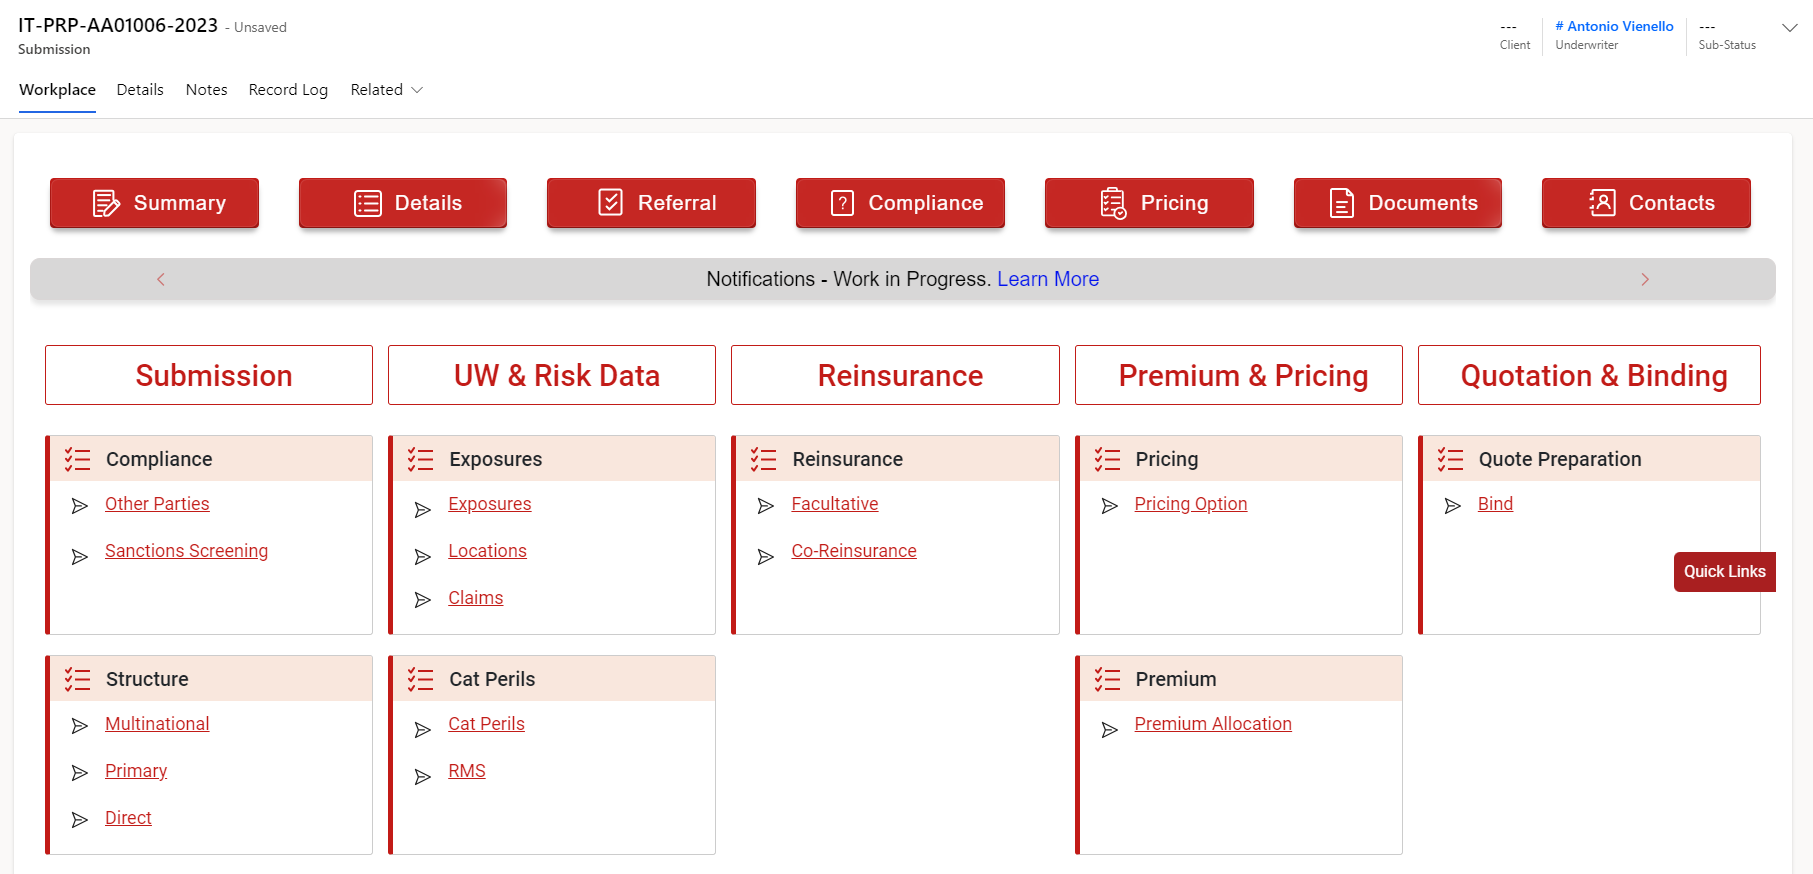 IT-PRP-AA01006-2023 - Unsaved
Submission
---
Client
# Antonio Vienello
Underwriter
---
Sub-Status
Workplace Details Notes Record Log Related
Summary Details Referral Compliance Pricing Documents Contacts
Notifications - Work in Progress. Learn More
Submission
UW & Risk Data
Reinsurance
Premium & Pricing
Quotation & Binding
Compliance
Other Parties
Sanctions Screening
Exposures
Exposures
Locations
Claims
Reinsurance
Facultative
Co-Reinsurance
Pricing
Pricing Option
Quote Preparation
Bind
Quick Links
Structure
Multinational
Primary
Direct
Cat Perils
Cat Perils
RMS
Premium
Premium Allocation